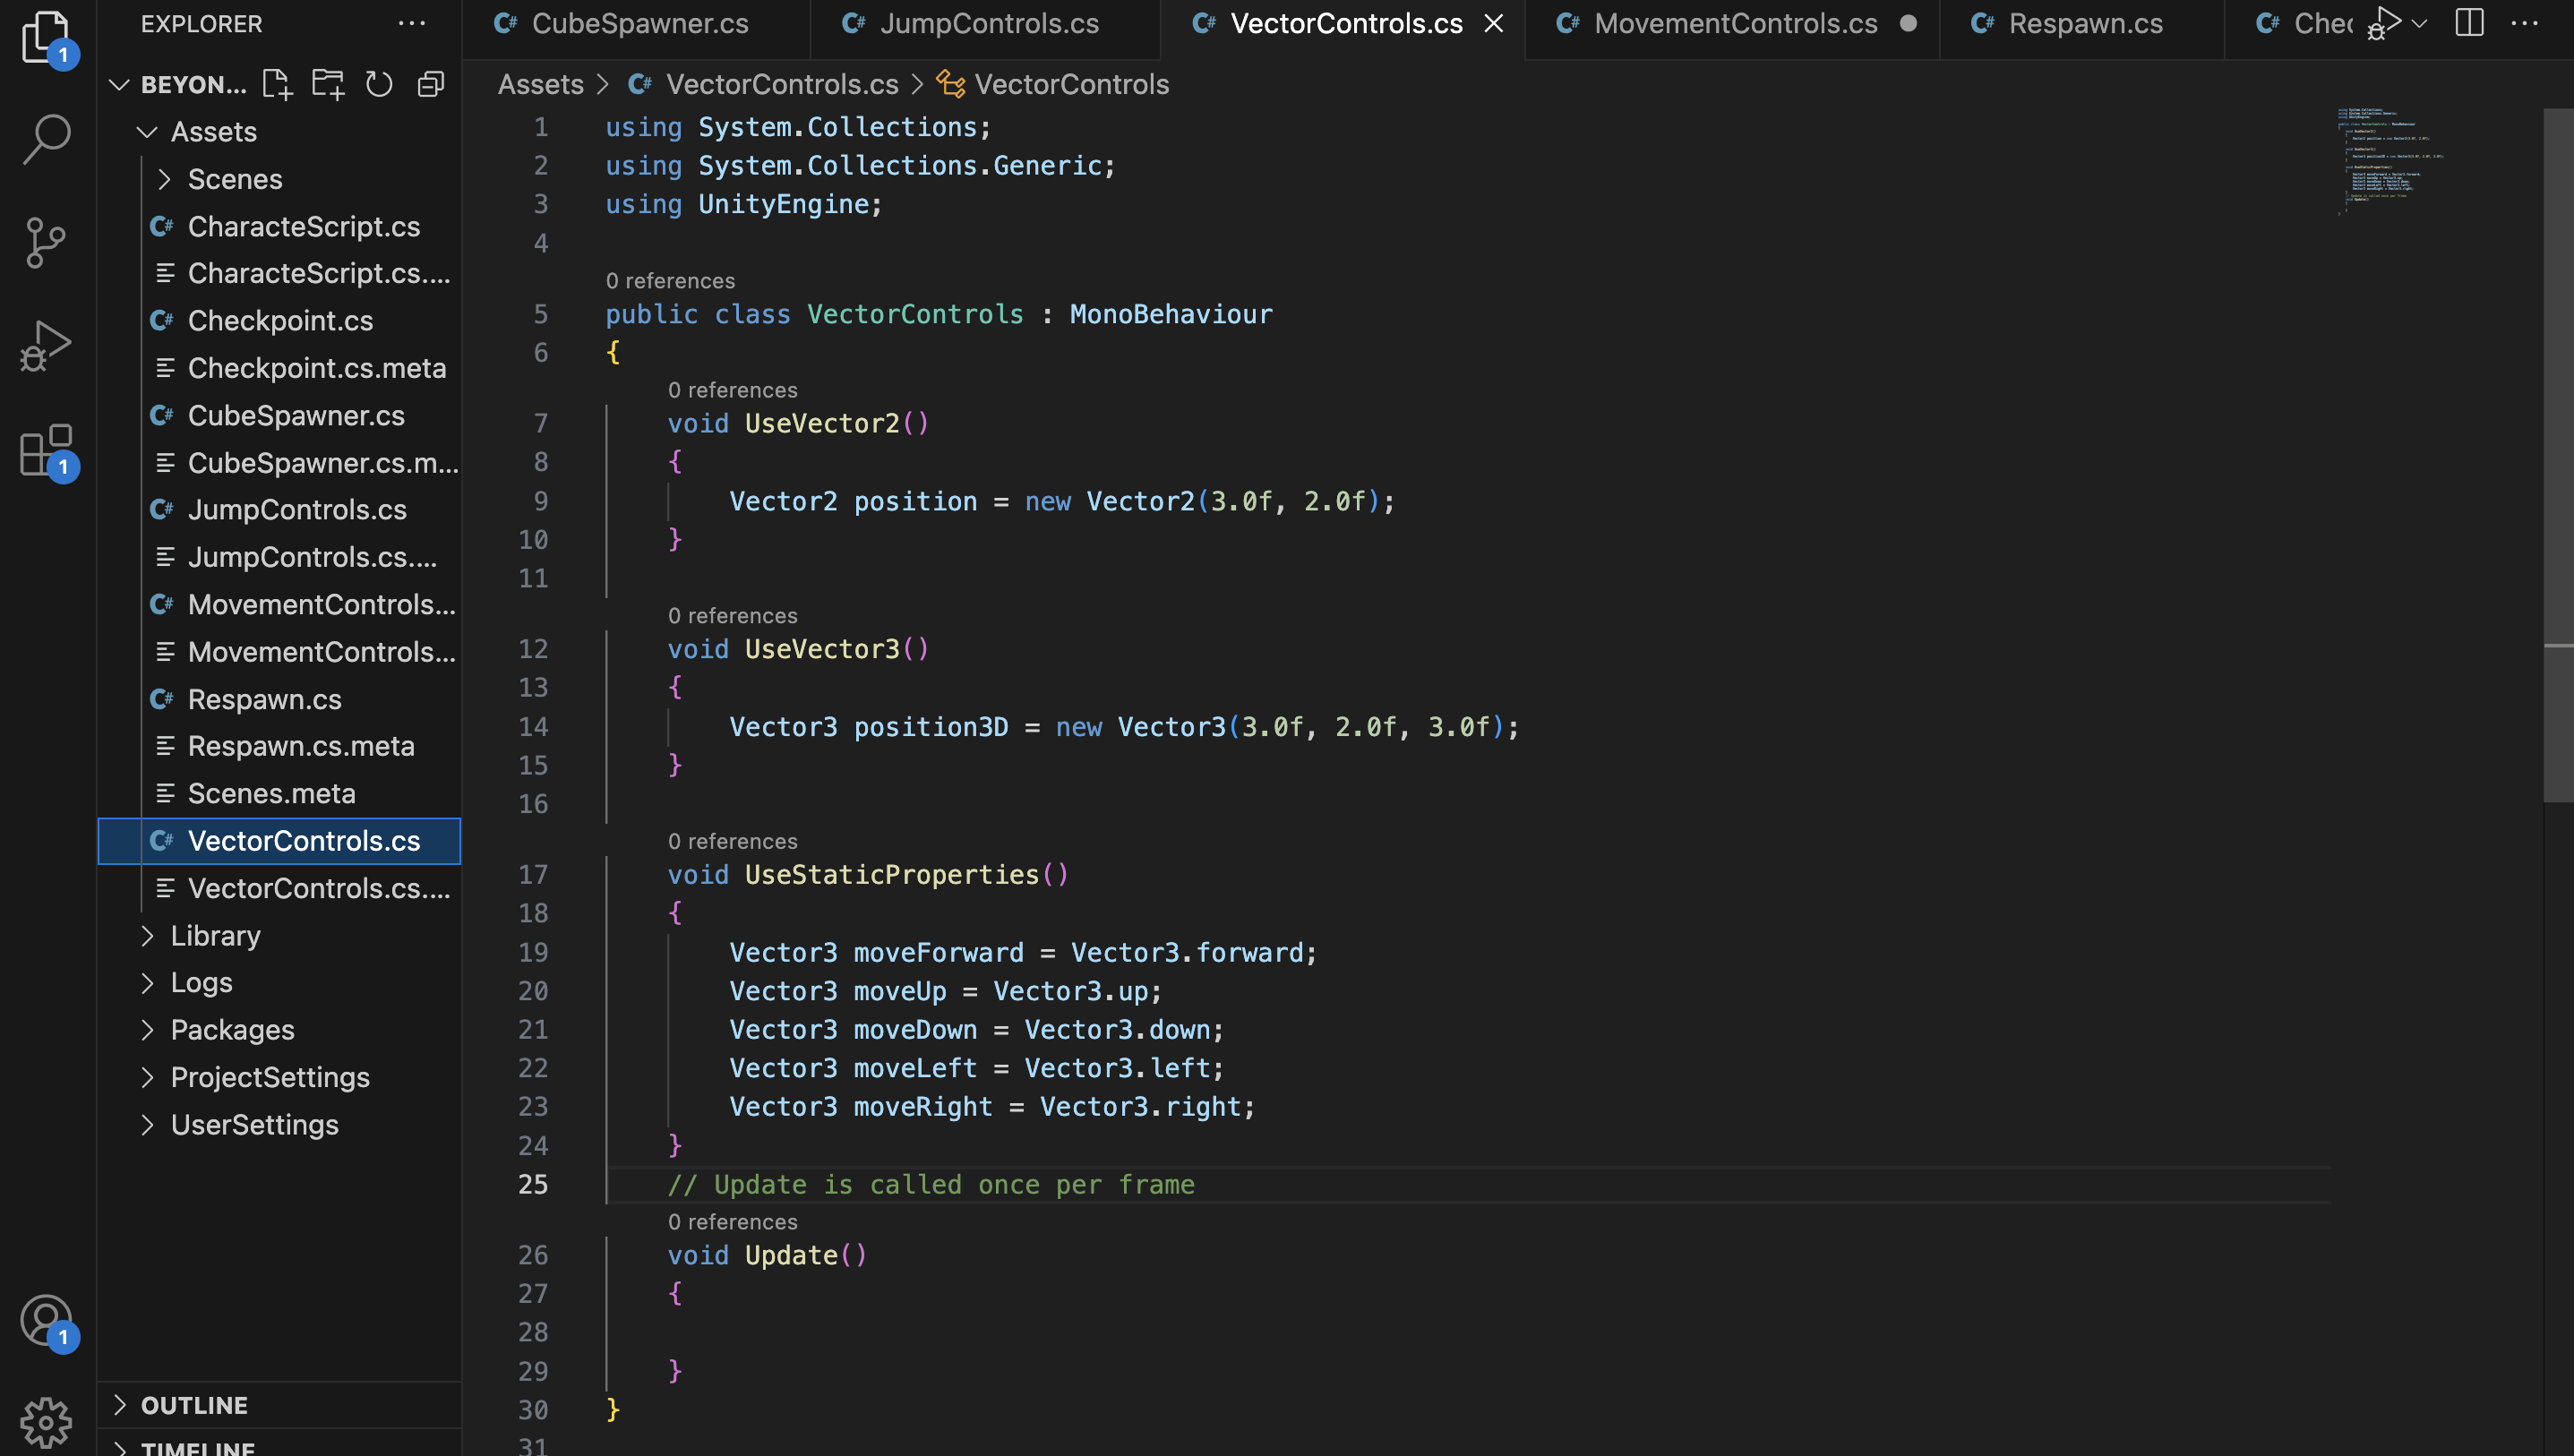 EXPLORER
CubeSpawner.cs
JumpControls.cs
VectorControls.cs
MovementControls.cs
Respawn.cs
1
BEYON...
Assets > VectorControls.cs > VectorControls
Assets
Scenes
CharacteScript.cs
CharacteScript.cs....
Checkpoint.cs
Checkpoint.cs.meta
CubeSpawner.cs
CubeSpawner.cs.m...
JumpControls.cs
JumpControls.cs....
MovementControls...
MovementControls...
Respawn.cs
Respawn.cs.meta
Scenes.meta
VectorControls.cs
VectorControls.cs....
Library
Logs
Packages
ProjectSettings
UserSettings
OUTLINE
TIMELINE
1
1
1 using System.Collections;
2 using System.Collections.Generic;
3 using UnityEngine;
4
0 references
5 public class VectorControls : MonoBehaviour
6 {
0 references
7 void UseVector2()
8 {
9 Vector2 position = new Vector2(3.0f, 2.0f);
10 }
11
0 references
12 void UseVector3()
13 {
14 Vector3 position3D = new Vector3(3.0f, 2.0f, 3.0f);
15 }
16
0 references
17 void UseStaticProperties()
18 {
19 Vector3 moveForward = Vector3.forward;
20 Vector3 moveUp = Vector3.up;
21 Vector3 moveDown = Vector3.down;
22 Vector3 moveLeft = Vector3.left;
23 Vector3 moveRight = Vector3.right;
24 }
25 // Update is called once per frame
0 references
26 void Update()
27 {
28
29 }
30 }
31